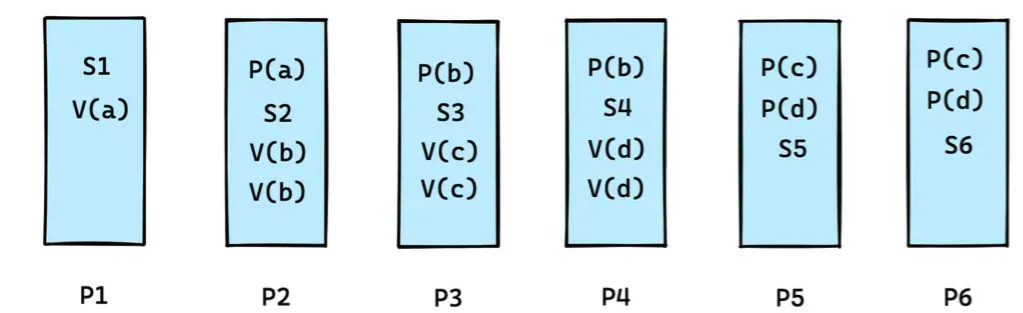 S1
V(a)
P(a)
S2
V(b)
V(b)
P(b)
S3
V(c)
V(c)
P(b)
S4
V(d)
V(d)
P(c)
P(d)
S5
P(c)
P(d)
S6
P1 P2 P3 P4 P5 P6